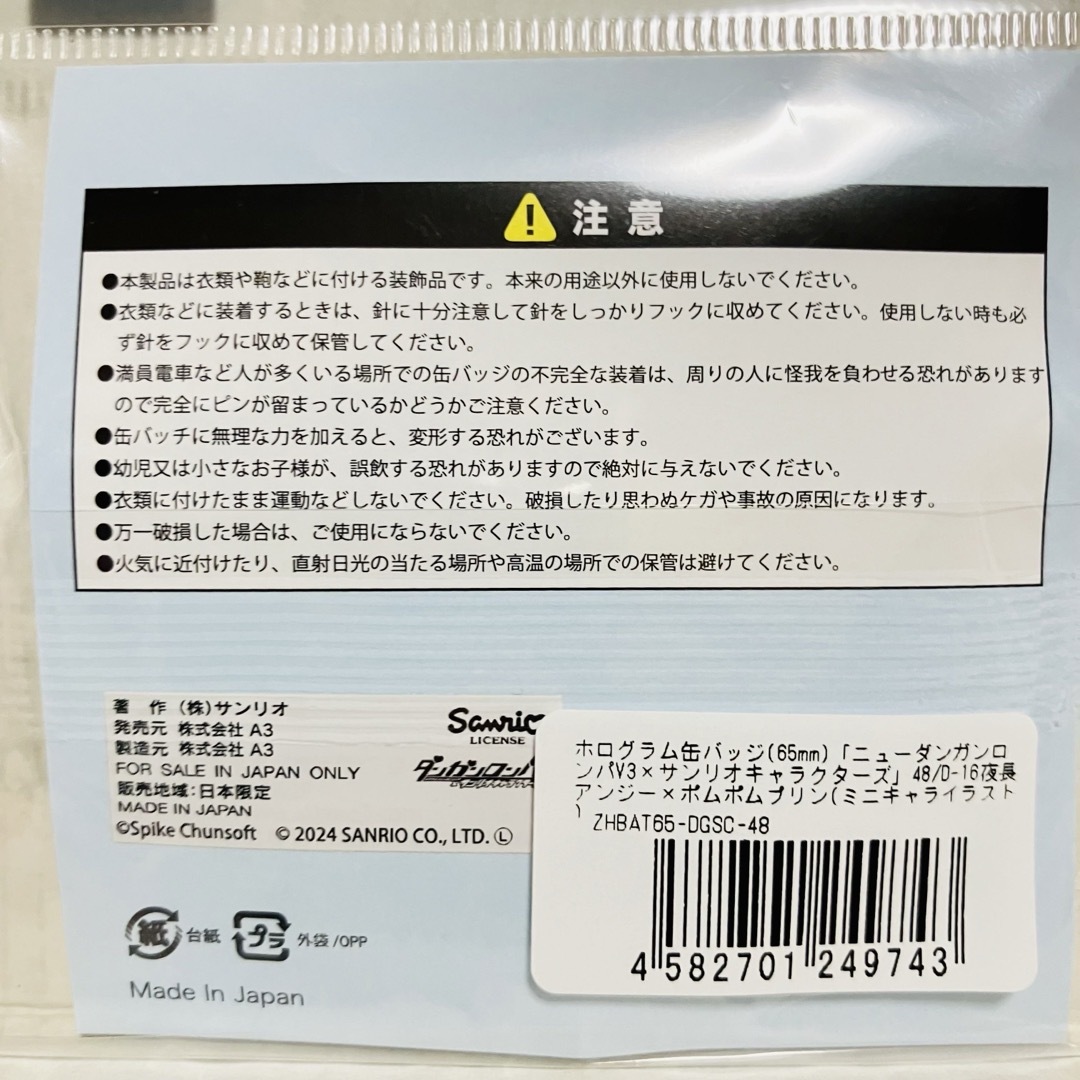 注意
●本製品は衣類や鞄などに付ける装飾品です。本来の用途以外に使用しないでください。
●衣類などに装着するときは、針に十分注意して針をしっかりフックに収めてください。使用しない時も必
ず針をフックに収めて保管してください。
●満員電車など人が多くいる場所での缶バッジの不完全な装着は、周りの人に怪我を負わせる恐れがあります
ので完全にピンが留まっているかどうかご注意ください。
●缶バッチに無理な力を加えると、変形する恐れがございます。
●幼児又は小さなお子様が、誤飲する恐れがありますので絶対に与えないでください。
●衣類に付けたまま運動などしないでください。破損したり思わぬケガや事故の原因になります。
●万一破損した場合は、ご使用にならないでください。
●火気に近付けたり、直射日光の当たる場所や高温の場所での保管は避けてください。
著 作 (株)サンリオ
発売元 株式会社 A3
製造元 株式会社 A3
FOR SALE IN JAPAN ONLY
販売地域:日本限定
MADE IN JAPAN
©Spike Chunsoft © 2024 SANRIO CO., LTD. Ⓛ
Sanrio
LICENSE
ダンガンロンパ
ホログラム缶バッジ(65mm)「ニューダンガンロ
ンパV3×サンリオキャラクターズ」48/D-16夜長
アンジー×ポムポムプリン(ミニキャライラスト
) ZHBAT65-DGSC-48
4 582701 249743
紙 台紙 プラ 外袋/OPP
Made In Japan